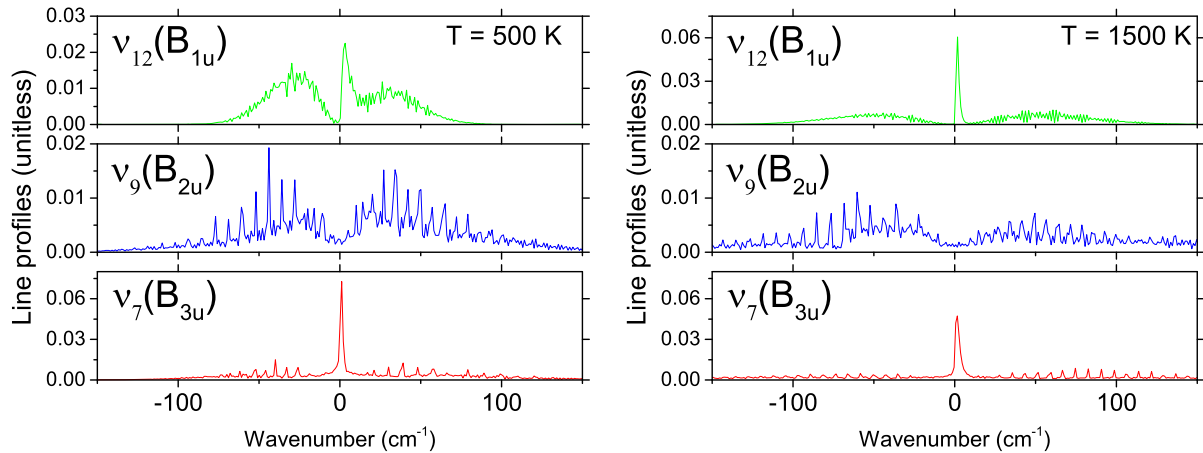 Line profiles (unitless)
0.03
0.02
0.01
0.00
ν12(B1u)
T = 500 K
0.02
0.01
0.00
ν9(B2u)
0.06
0.03
0.00
ν7(B3u)
-100
0
100
Wavenumber (cm-1)
Line profiles (unitless)
0.06
0.03
0.00
ν12(B1u)
T = 1500 K
0.02
0.01
0.00
ν9(B2u)
0.06
0.03
0.00
ν7(B3u)
-100
0
100
Wavenumber (cm-1)